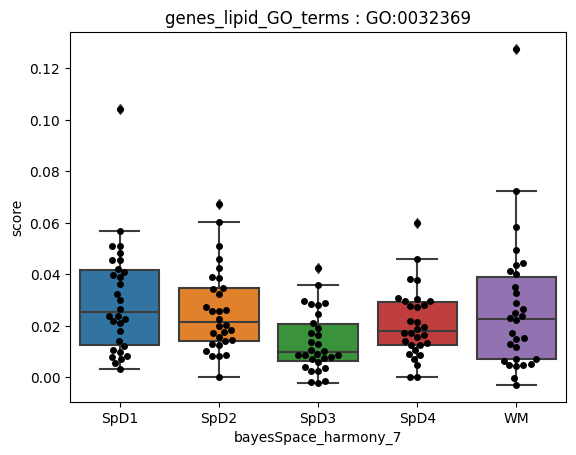 genes_lipid_GO_terms : GO:0032369
0.12
0.10
0.08
0.06
0.04
0.02
0.00
score
SpD1 SpD2 SpD3 SpD4 WM
bayesSpace_harmony_7